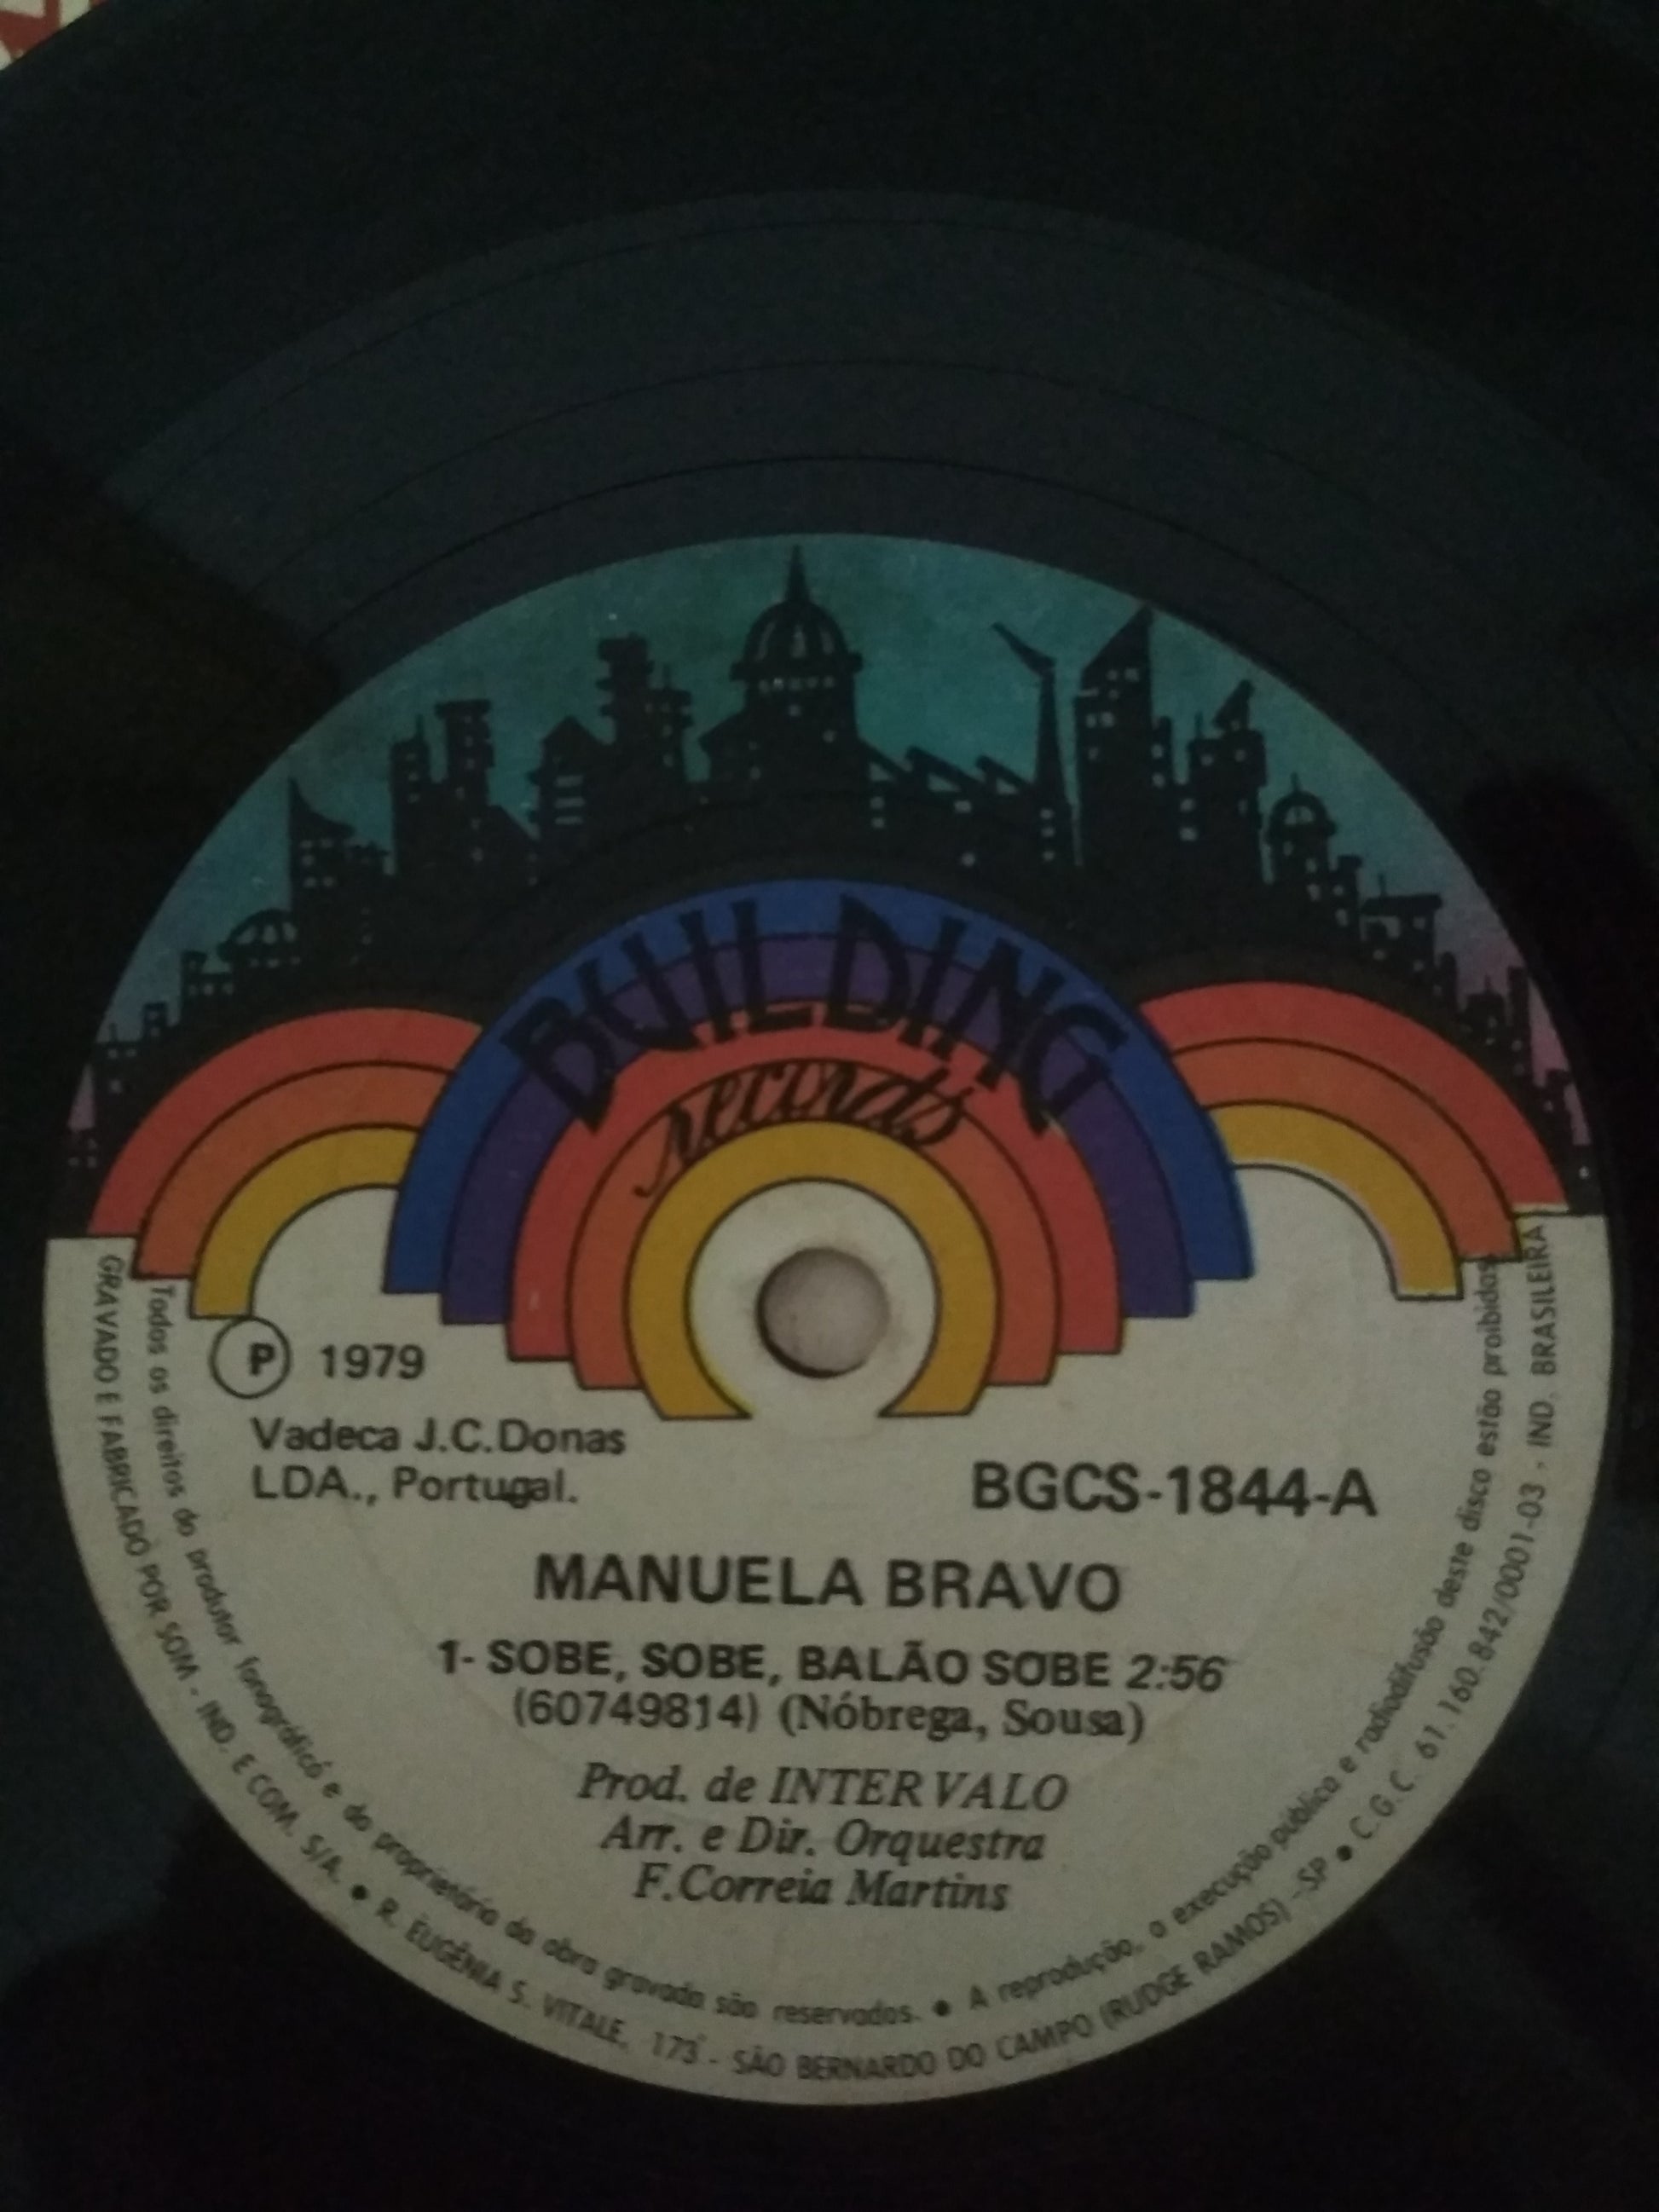 BUILDING
records
P 1979
Vadeca J.C.Donas
LDA., Portugal.
BGCS-1844-A
MANUELA BRAVO
1- SOBE, SOBE, BALÃO SOBE 2:56
(60749814) (Nóbrega, Sousa)
Prod. de INTERVALO
Arr. e Dir. Orquestra
F.Correia Martins
Todos os direitos do produtor fonográfico e do proprietário da obra gravada são reservados. • A reprodução, a execução pública e radiodifusão deste disco estão proibidas
GRAVADO E FABRICADO POR SOM - IND. E COM. S/A. • R. EUGÊNIA S. VITALE, 173 - SÃO BERNARDO DO CAMPO (RUDGE RAMOS) - SP • C.G.C. 61.160.842/0001-03 - IND. BRASILEIRA